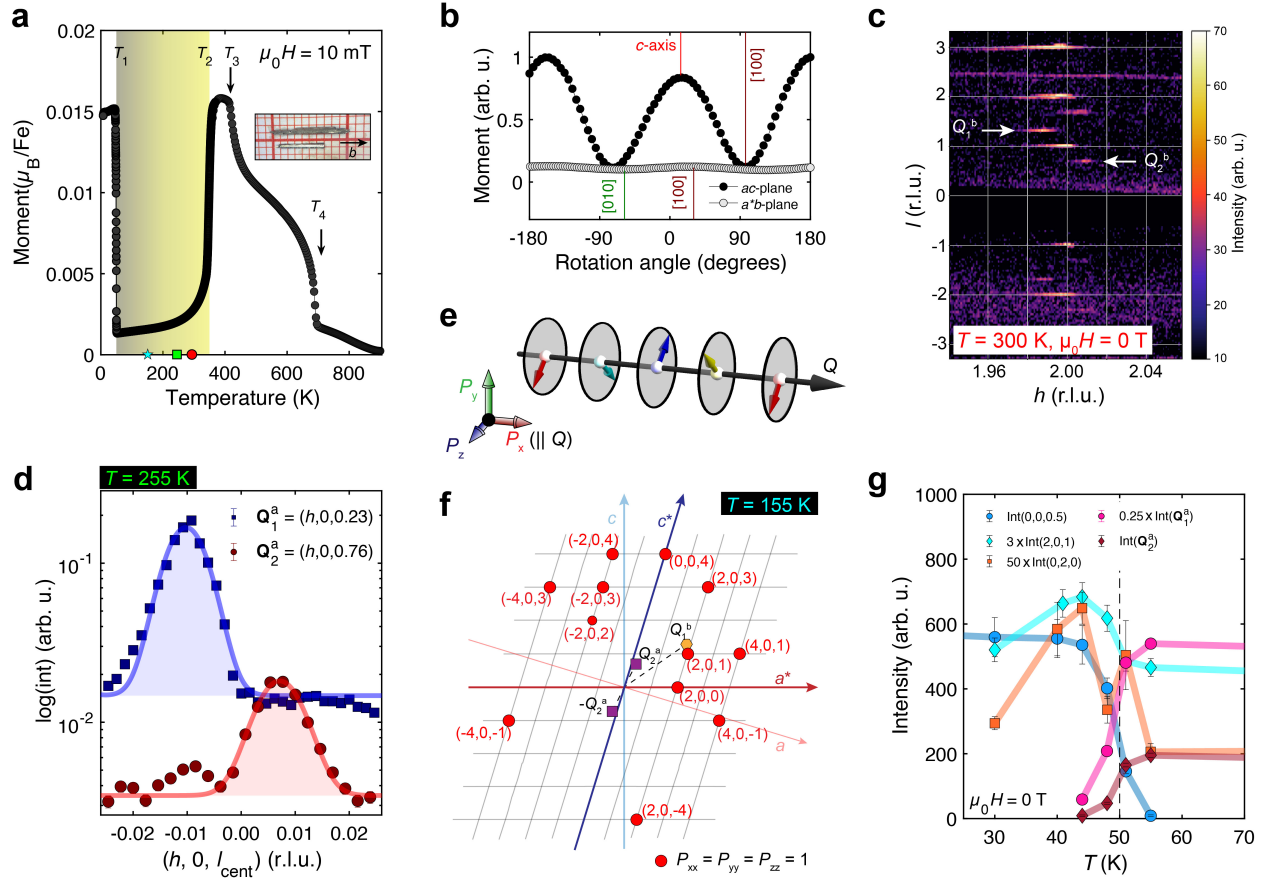 a
0.02
0.015
0.01
0.005
0
Moment(μB/Fe)
T1
T2
T3
T4
μ0H = 10 mT
b
0
200
400
600
800
Temperature (K)
b
1
0.5
0
Moment (arb. u.)
c-axis
[100]
[010]
[100]
ac-plane
a*b-plane
-180
-90
0
90
180
Rotation angle (degrees)
c
3
2
1
0
-1
-2
-3
l (r.l.u.)
Q1b
Q2b
T = 300 K, μ0H = 0 T
1.96
2.00
2.04
h (r.l.u.)
70
60
50
40
30
20
10
Intensity (arb. u.)
e
Q
Py
Px (|| Q)
Pz
d
T = 255 K
Q1a = (h,0,0.23)
Q2a = (h,0,0.76)
10-1
10-2
log(int) (arb. u.)
-0.02
-0.01
0.00
0.01
0.02
(h, 0, lcent) (r.l.u.)
f
T = 155 K
c
c*
(-2,0,4)
(0,0,4)
(-4,0,3)
(-2,0,3)
(2,0,3)
(-2,0,2)
Q1b
Q2a
(2,0,1)
(4,0,1)
a*
(2,0,0)
-Q2a
(-4,0,-1)
(4,0,-1)
a
(2,0,-4)
Pxx = Pyy = Pzz = 1
g
1000
800
600
400
200
0
Intensity (arb. u.)
Int(0,0,0.5)
3 x Int(2,0,1)
50 x Int(0,2,0)
0.25 x Int(Q1a)
Int(Q2a)
μ0H = 0 T
30
40
50
60
70
T (K)